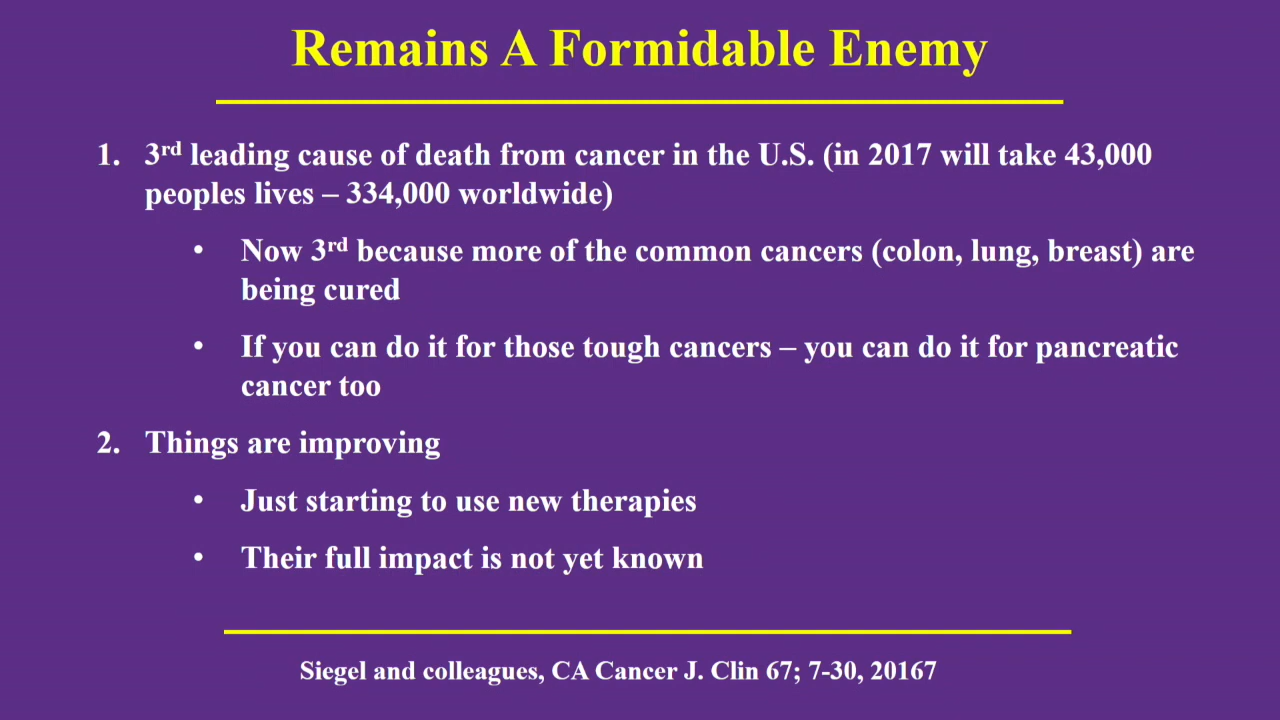 Remains A Formidable Enemy
1. 3rd leading cause of death from cancer in the U.S. (in 2017 will take 43,000
peoples lives – 334,000 worldwide)
• Now 3rd because more of the common cancers (colon, lung, breast) are
being cured
• If you can do it for those tough cancers – you can do it for pancreatic
cancer too
2. Things are improving
• Just starting to use new therapies
• Their full impact is not yet known
Siegel and colleagues, CA Cancer J. Clin 67; 7-30, 20167